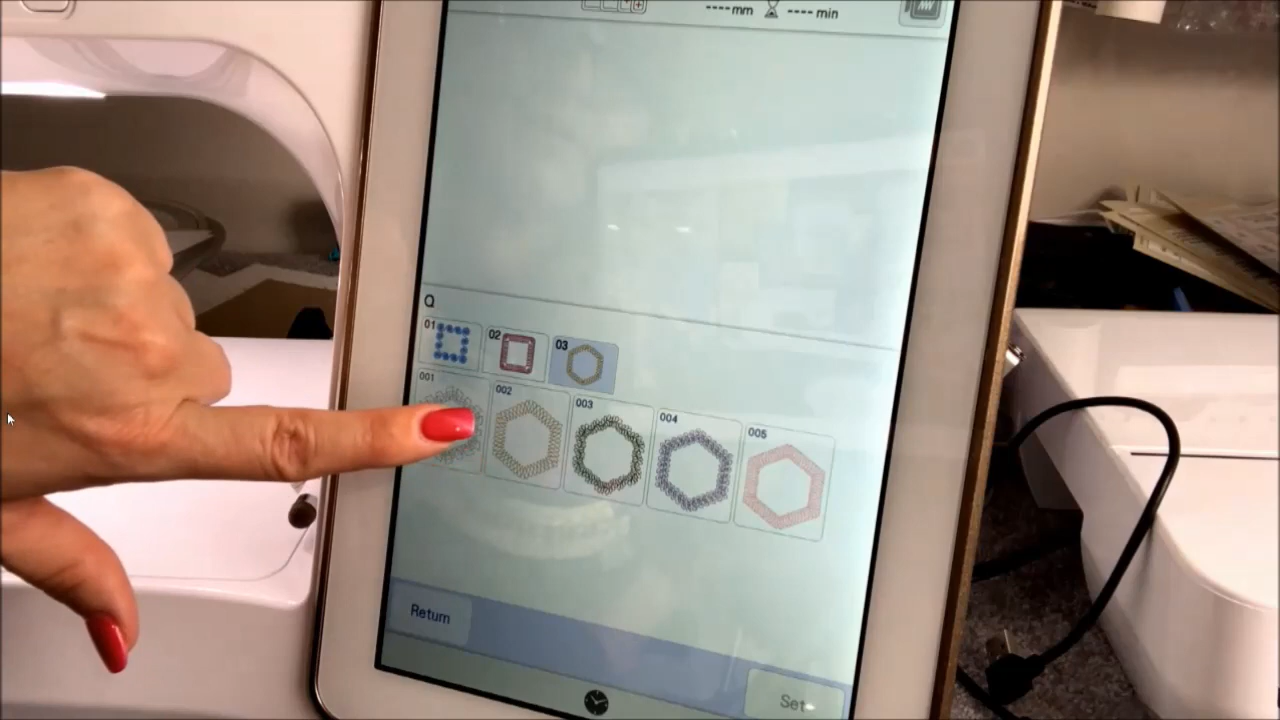 ----mm ----min
Q
01 02 03
001 002 003 004 005
Return
Set